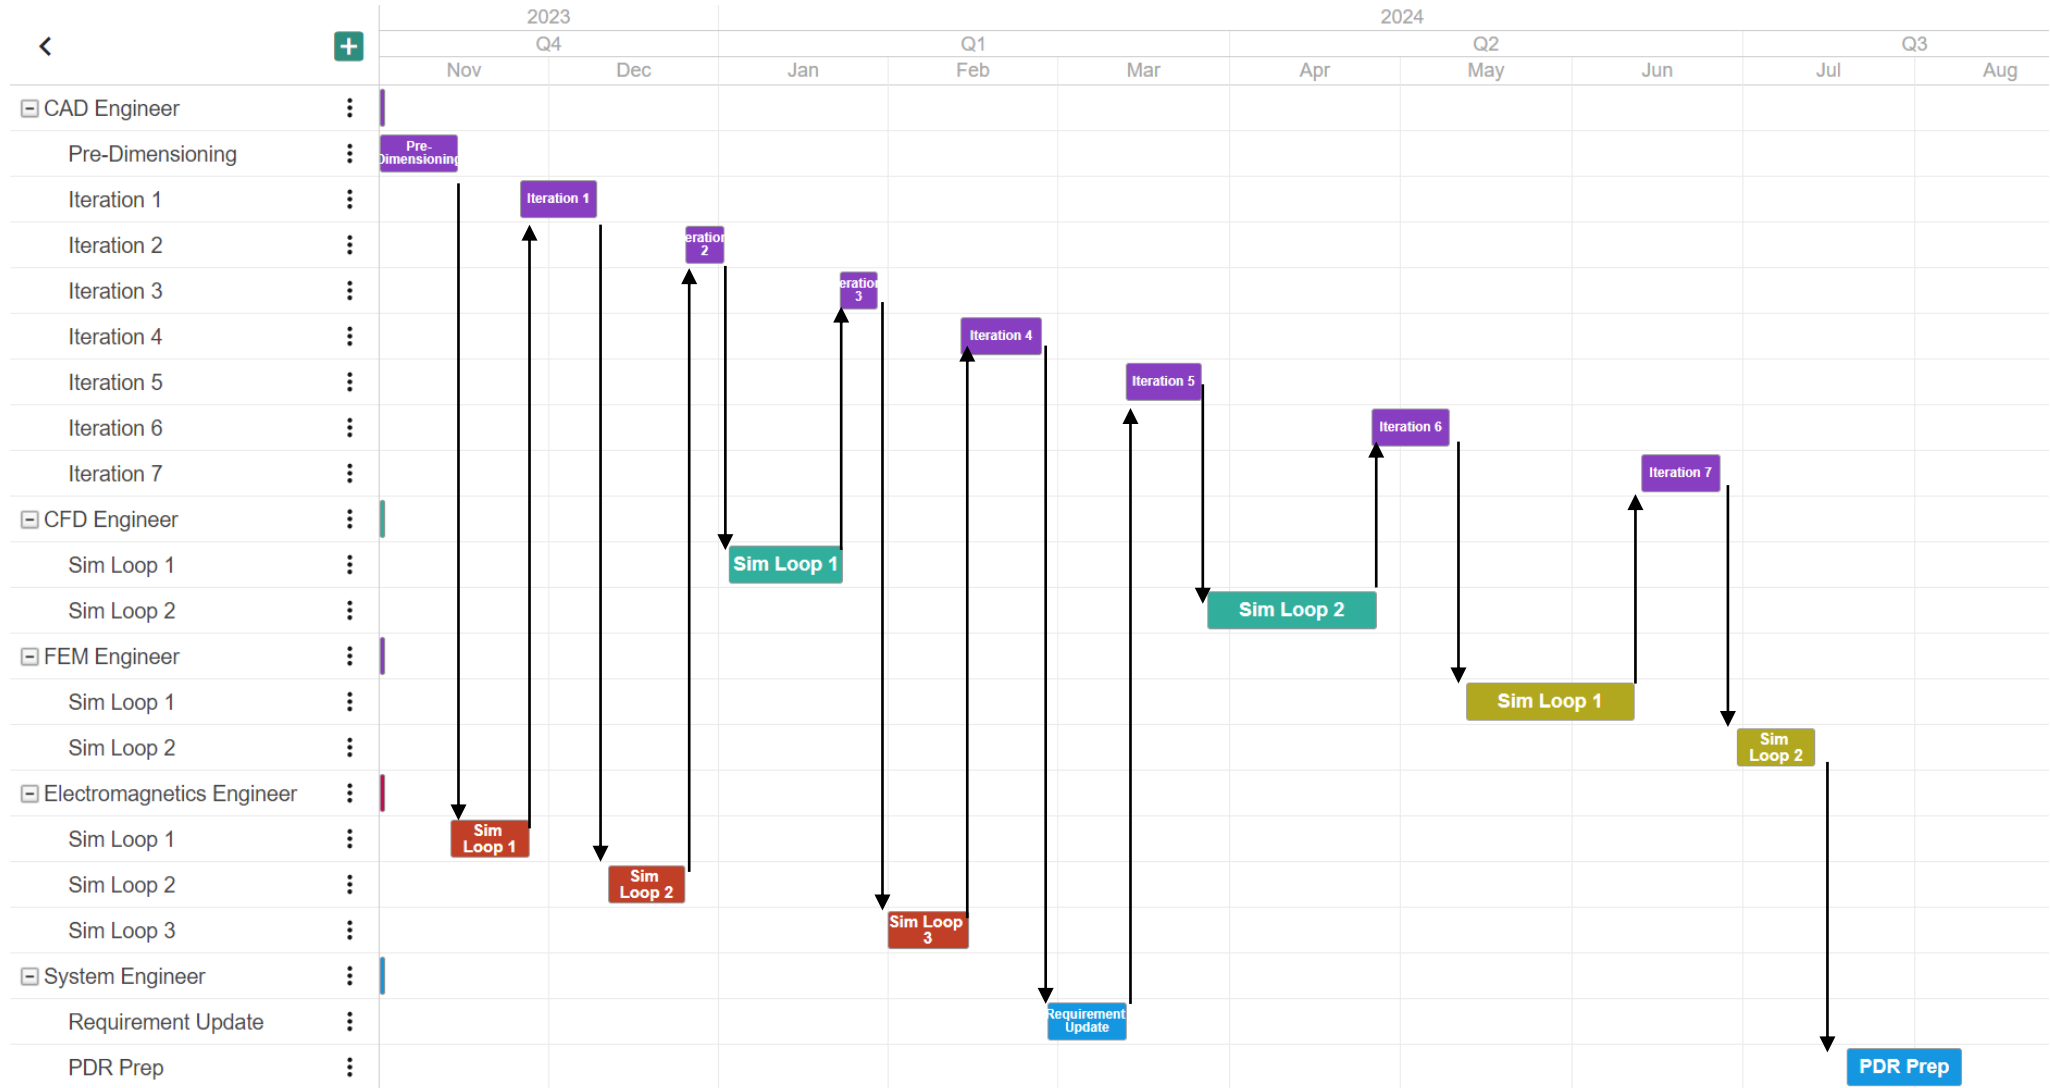 2023
2024
Q4
Q1
Q2
Q3
Nov
Dec
Jan
Feb
Mar
Apr
May
Jun
Jul
Aug
CAD Engineer
Pre-Dimensioning
Pre-
Dimensioning
Iteration 1
Iteration 1
Iteration 2
eration
2
Iteration 3
eration
3
Iteration 4
Iteration 4
Iteration 5
Iteration 5
Iteration 6
Iteration 6
Iteration 7
Iteration 7
CFD Engineer
Sim Loop 1
Sim Loop 1
Sim Loop 2
Sim Loop 2
FEM Engineer
Sim Loop 1
Sim Loop 1
Sim Loop 2
Sim
Loop 2
Electromagnetics Engineer
Sim Loop 1
Sim
Loop 1
Sim Loop 2
Sim
Loop 2
Sim Loop 3
Sim Loop
3
System Engineer
Requirement Update
Requirement
Update
PDR Prep
PDR Prep